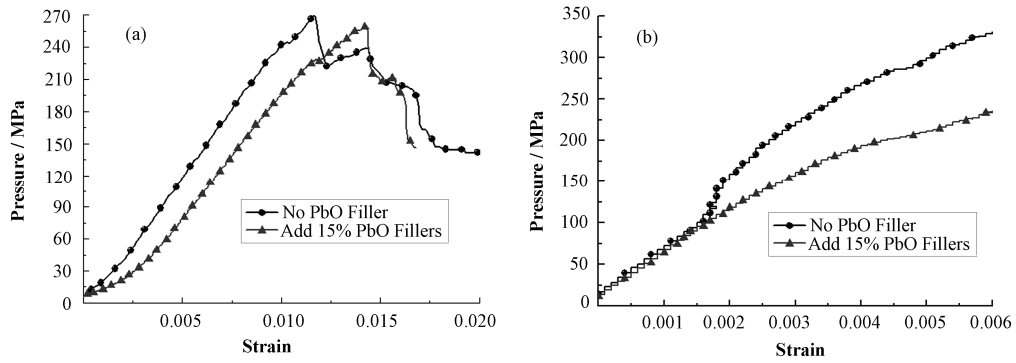 (a)
Pressure / MPa
270
240
210
180
150
120
90
60
30
0
0.005
0.010
0.015
0.020
Strain
No PbO Filler
Add 15% PbO Fillers
(b)
Pressure / MPa
350
300
250
200
150
100
50
0
0.001
0.002
0.003
0.004
0.005
0.006
Strain
No PbO Filler
Add 15% PbO Fillers